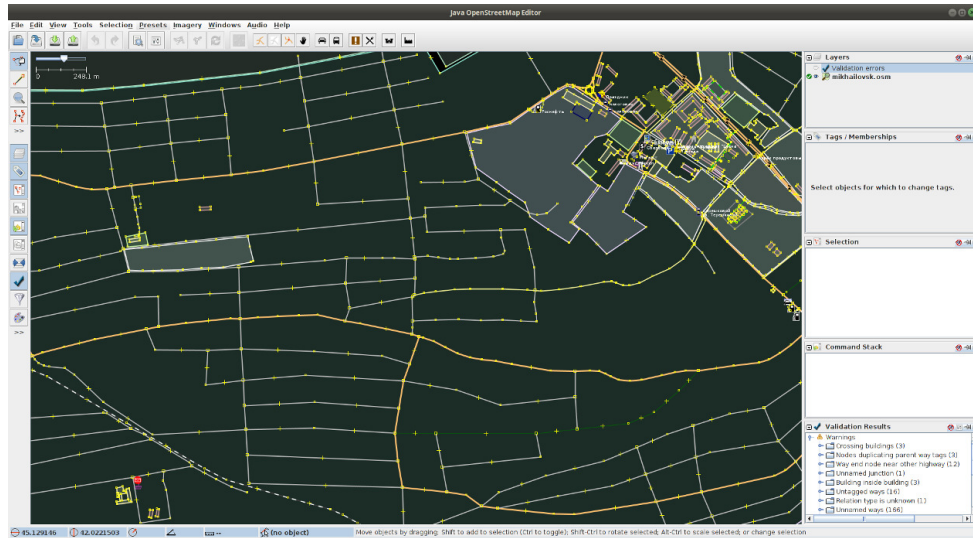 Java OpenStreetMap Editor
File Edit View Tools Selection Presets Imagery Windows Audio Help
0 248.1 m
>>
>>
Layers
Validation errors
mikhailovsk.osm
Tags / Memberships
Select objects for which to change tags.
Selection
Command Stack
Validation Results
Warnings
Crossing buildings (3)
Nodes duplicating parent way tags (3)
Way end node near other highway (12)
Unnamed junction (1)
Building inside building (3)
Untagged ways (16)
Relation type is unknown (1)
Unnamed ways (166)
45.129146 42.0221503 -- (no object) Move objects by dragging; Shift to add to selection (Ctrl to toggle); Shift-Ctrl to rotate selected; Alt-Ctrl to scale selected; or change selection